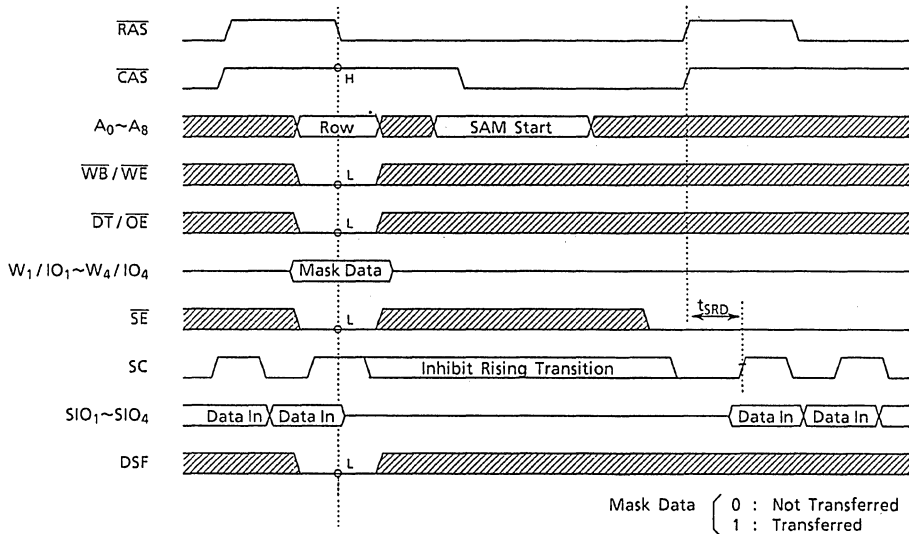 RAS
CAS
H
A0~A8
Row
SAM Start
WB / WE
L
DT / OE
L
W1 / IO1~W4 / IO4
Mask Data
SE
L
tSRD
SC
Inhibit Rising Transition
SIO1~SIO4
Data In Data In
Data In Data In
DSF
L
Mask Data
0 : Not Transferred
1 : Transferred